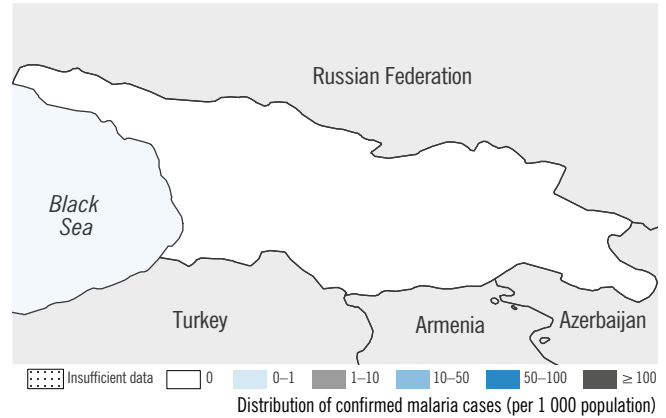 Russian Federation
Black
Sea
Turkey
Armenia
Azerbaijan
Insufficient data 0 0–1 1–10 10–50 50–100 ≥ 100
Distribution of confirmed malaria cases (per 1 000 population)